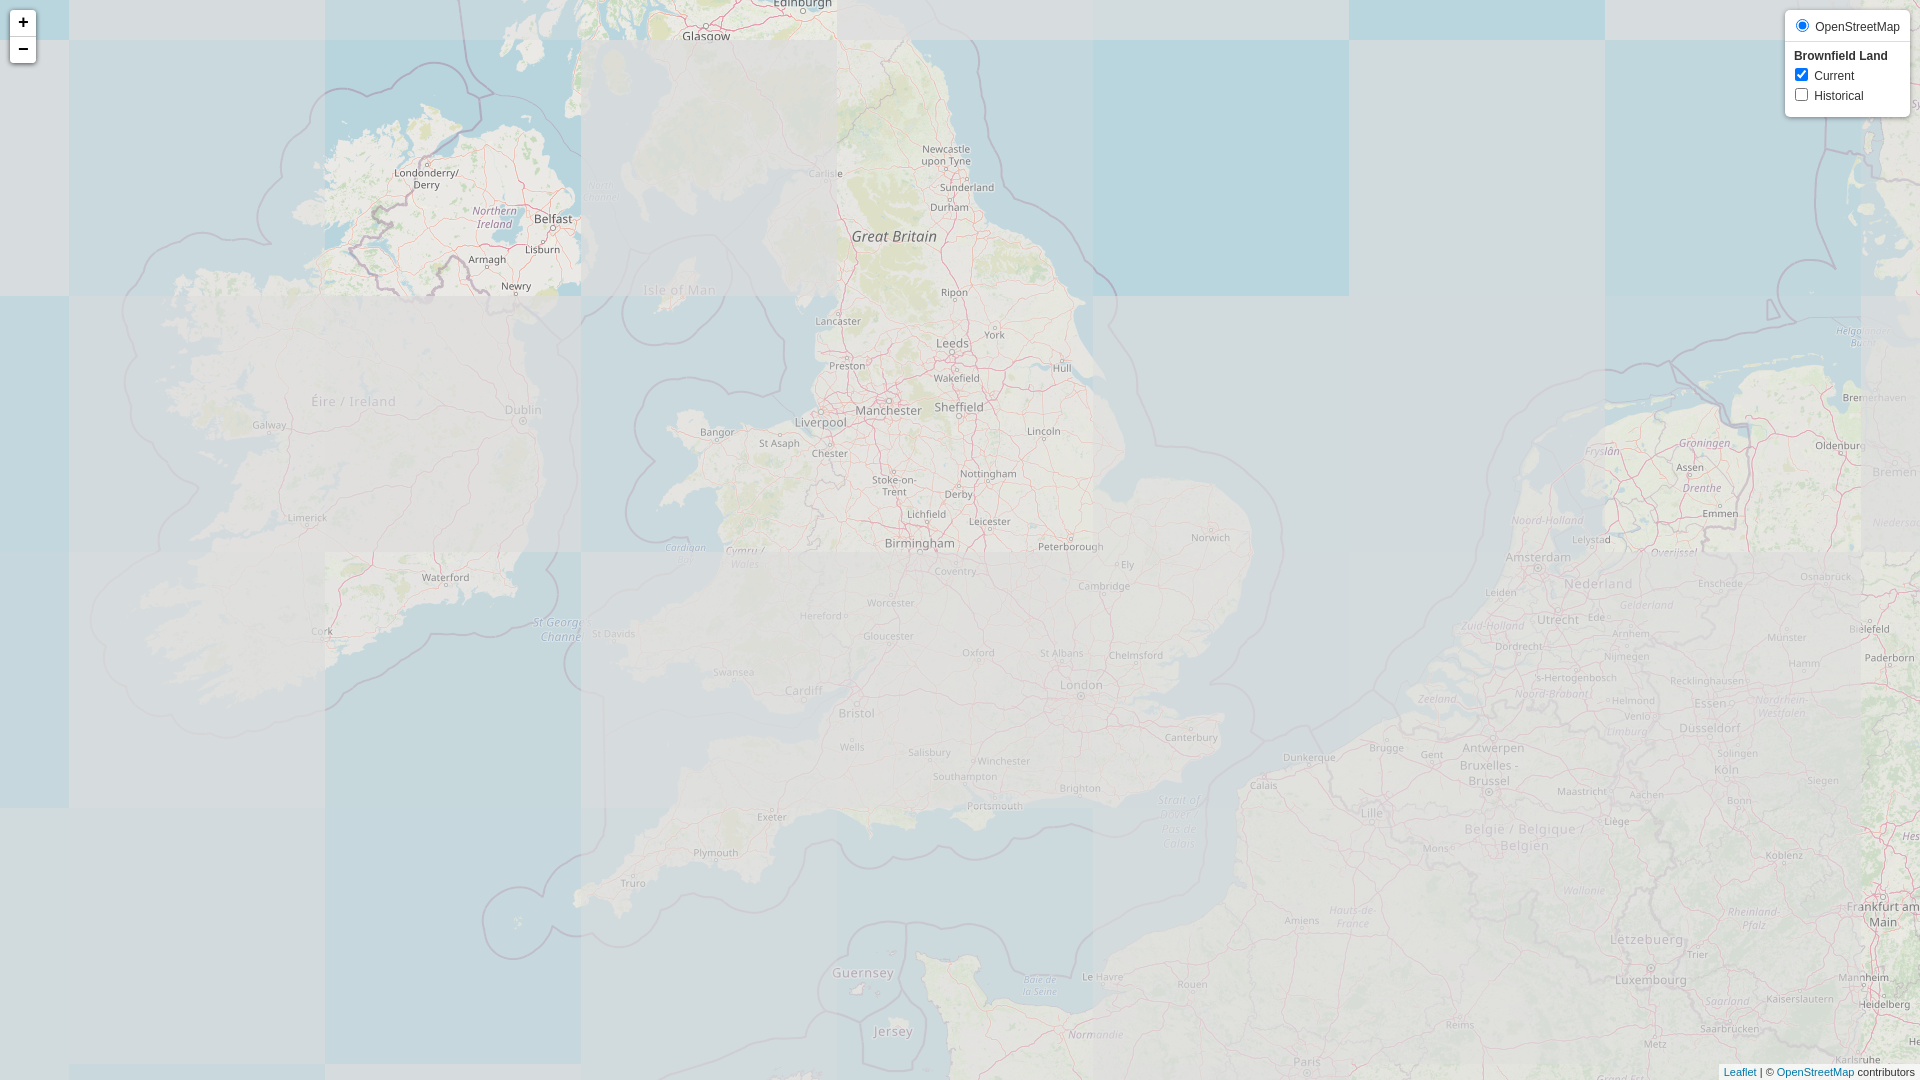 +
−
OpenStreetMap
Brownfield Land
Current
Historical
Edinburgh
Glasgow
Newcastle
upon Tyne
Londonderry/
Derry
Carlisle
Sunderland
Durham
Northern
Ireland
Belfast
Great Britain
Lisburn
Armagh
Newry
Isle of Man
Ripon
Lancaster
York
Leeds
Preston
Hull
Wakefield
Éire / Ireland
Dublin
Manchester
Sheffield
Liverpool
Galway
Bangor
Lincoln
St Asaph
Chester
Nottingham
Stoke-on-
Trent
Derby
Lichfield
Leicester
Limerick
Birmingham
Peterborough
Norwich
Cardigan
Cymru /
Wales
Coventry
Ely
Waterford
Cambridge
Worcester
Hereford
St George
Channe
St Davids
Gloucester
Cork
Oxford
St Albans
Chelmsford
Swansea
Cardiff
London
Bristol
Canterbury
Wells
Salisbury
Winchester
Southampton
Brighton
Portsmouth
Exeter
Plymouth
Truro
Strait of
Pas de
Calais
Dunkerque
Calais
Brugge
Gent
Antwerpen
Bruxelles -
Brussel
Lille
België / Belgique /
Belgien
Mons
Liège
Maastricht
Aachen
Wallonie
Groningen
Fryslân
Assen
Drenthe
Emmen
Oldenburg
Bremerhaven
Bremen
Noord-Holland
Lelystad
Overijssel
Amsterdam
Nederland
Enschede
Osnabrück
Leiden
Gelderland
Utrecht
Ede
Zuid-Holland
Arnhem
Bielefeld
Dordrecht
Nijmegen
Münster
Hamm
Paderborn
's-Hertogenbosch
Recklinghausen
Noord-Brabant
Zeeland
Helmond
Essen
Nordrhein-
Westfalen
Venlo
Limburg
Düsseldorf
Solingen
Köln
Siegen
Bonn
Koblenz
Hes
Frankfurt am
Main
Rheinland-
Pfalz
Lëtzebuerg
Trier
Luxembourg
Mannheim
Saarland
Kaiserslautern
Heidelberg
Saarbrücken
Metz
Karlsruhe
Guernsey
Jersey
Baie de
la Seine
Le Havre
Rouen
Amiens
Hauts-de-
France
Normandie
Reims
Paris
Grand Est
Leaflet | © OpenStreetMap contributors